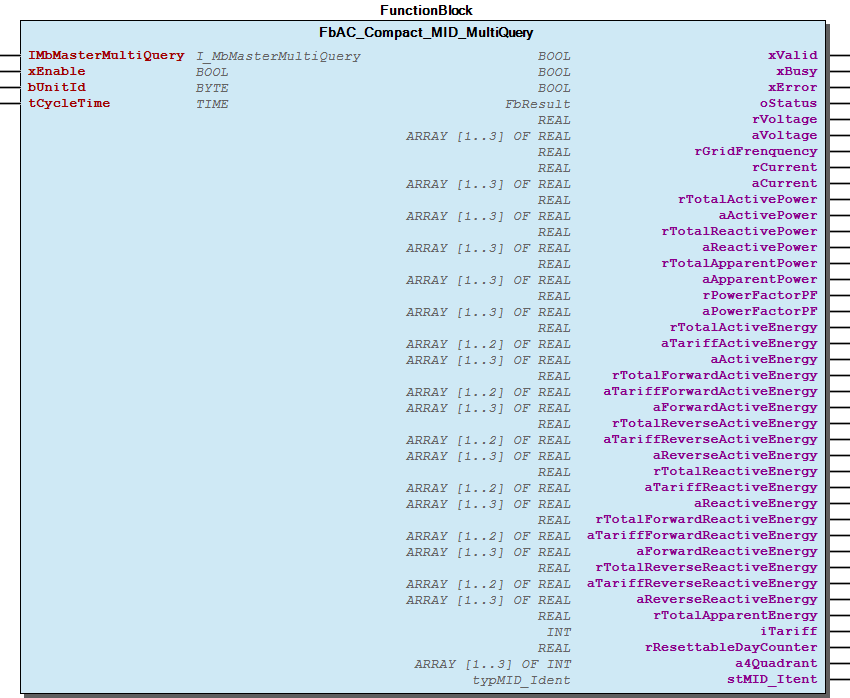 FunctionBlock
FbAC_Compact_MID_MultiQuery
IMbMasterMultiQuery I_MbMasterMultiQuery BOOL xValid
xEnable BOOL BOOL xBusy
bUnitId BYTE BOOL xError
tCycleTime TIME FbResult oStatus
REAL rVoltage
ARRAY [1..3] OF REAL aVoltage
REAL rGridFrenquency
REAL rCurrent
ARRAY [1..3] OF REAL aCurrent
REAL rTotalActivePower
ARRAY [1..3] OF REAL aActivePower
REAL rTotalReactivePower
ARRAY [1..3] OF REAL aReactivePower
REAL rTotalApparentPower
ARRAY [1..3] OF REAL aApparentPower
REAL rPowerFactorPF
ARRAY [1..3] OF REAL aPowerFactorPF
REAL rTotalActiveEnergy
ARRAY [1..2] OF REAL aTariffActiveEnergy
ARRAY [1..3] OF REAL aActiveEnergy
REAL rTotalForwardActiveEnergy
ARRAY [1..2] OF REAL aTariffForwardActiveEnergy
ARRAY [1..3] OF REAL aForwardActiveEnergy
REAL rTotalReverseActiveEnergy
ARRAY [1..2] OF REAL aTariffReverseActiveEnergy
ARRAY [1..3] OF REAL aReverseActiveEnergy
REAL rTotalReactiveEnergy
ARRAY [1..2] OF REAL aTariffReactiveEnergy
ARRAY [1..3] OF REAL aReactiveEnergy
REAL rTotalForwardReactiveEnergy
ARRAY [1..2] OF REAL aTariffForwardReactiveEnergy
ARRAY [1..3] OF REAL aForwardReactiveEnergy
REAL rTotalReverseReactiveEnergy
ARRAY [1..2] OF REAL aTariffReverseReactiveEnergy
ARRAY [1..3] OF REAL aReverseReactiveEnergy
REAL rTotalApparentEnergy
INT iTariff
REAL rResettableDayCounter
ARRAY [1..3] OF INT a4Quadrant
typMID_Ident stMID_Itent